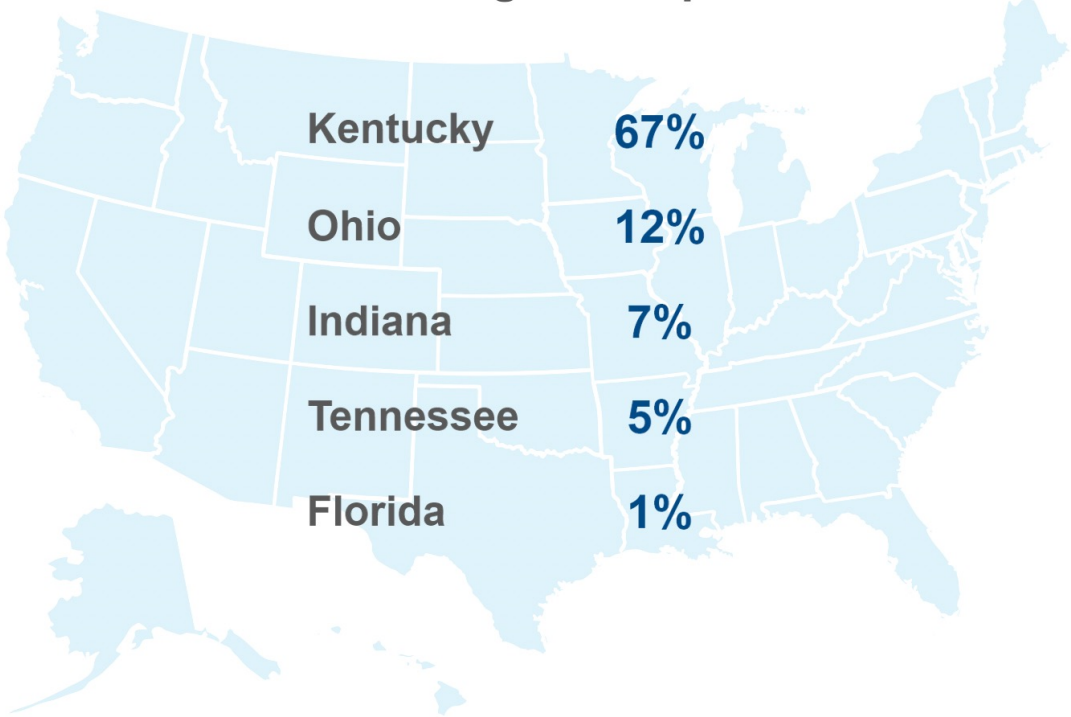 Kentucky 67%
Ohio 12%
Indiana 7%
Tennessee 5%
Florida 1%